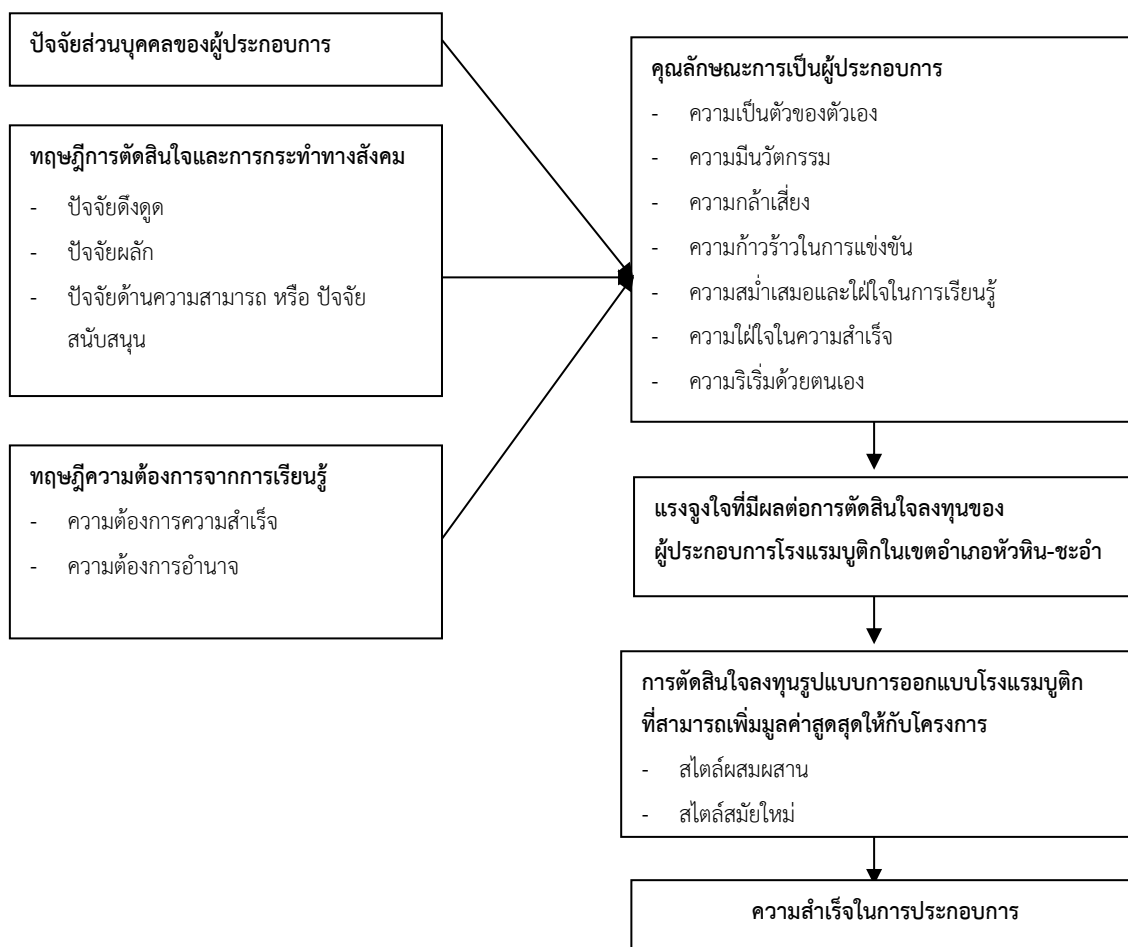 ปัจจัยส่วนบุคคลของผู้ประกอบการ
ทฤษฎีการตัดสินใจและการกระทำทางสังคม
- ปัจจัยดึงดูด
- ปัจจัยผลัก
- ปัจจัยด้านความสามารถ หรือ ปัจจัย
สนับสนุน
ทฤษฎีความต้องการจากการเรียนรู้
- ความต้องการความสำเร็จ
- ความต้องการอำนาจ
คุณลักษณะการเป็นผู้ประกอบการ
- ความเป็นตัวของตัวเอง
- ความมีนวัตกรรม
- ความกล้าเสี่ยง
- ความก้าวร้าวในการแข่งขัน
- ความสม่ำเสมอและใฝ่ใจในการเรียนรู้
- ความใฝ่ใจในความสำเร็จ
- ความริเริ่มด้วยตนเอง
แรงจูงใจที่มีผลต่อการตัดสินใจลงทุนของ
ผู้ประกอบการโรงแรมบูติกในเขตอำเภอหัวหิน-ชะอำ
การตัดสินใจลงทุนรูปแบบการออกแบบโรงแรมบูติก
ที่สามารถเพิ่มมูลค่าสูดสุดให้กับโครงการ
- สไตล์ผสมผสาน
- สไตล์สมัยใหม่
ความสำเร็จในการประกอบการ